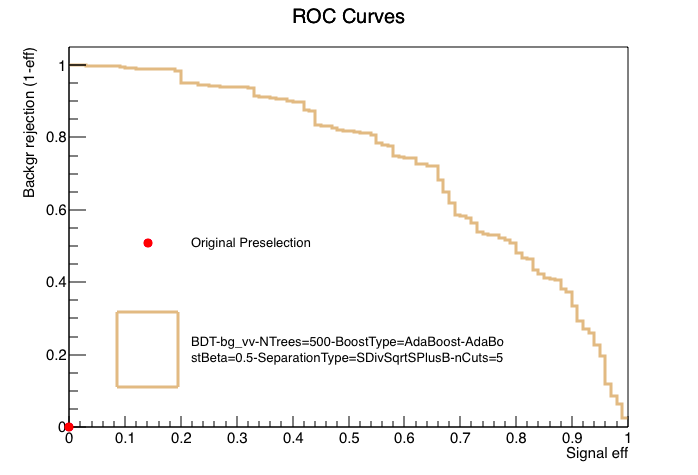 ROC Curves
Backgr rejection (1-eff)
1
0.8
0.6
0.4
0.2
0
Original Preselection
BDT-bg_vv-NTrees=500-BoostType=AdaBoost-AdaBo
stBeta=0.5-SeparationType=SDivSqrtSPlusB-nCuts=5
0 0.1 0.2 0.3 0.4 0.5 0.6 0.7 0.8 0.9 1
Signal eff